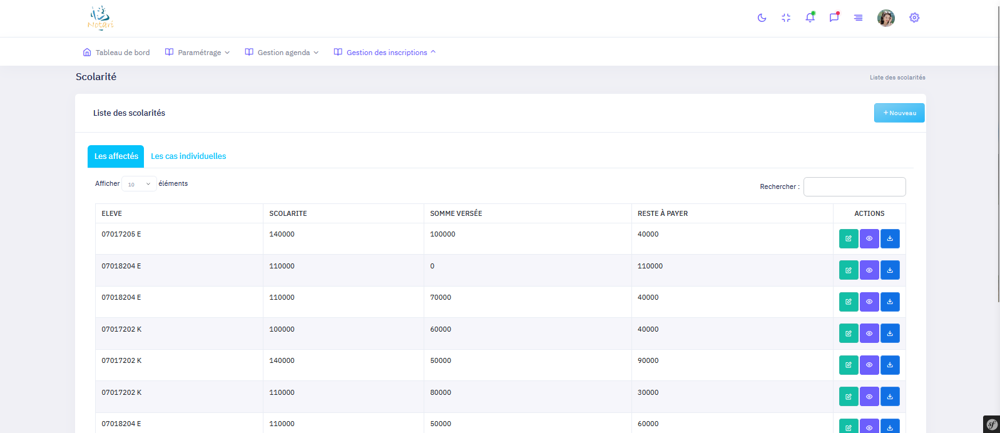 Notari
Tableau de bord Paramétrage Gestion agenda Gestion des inscriptions
Scolarité Liste des scolarités
Liste des scolarités +Nouveau
Les affectés Les cas individuelles
Afficher 10 éléments Rechercher :
ELEVE SCOLARITE SOMME VERSÉE RESTE À PAYER ACTIONS
07017205 E 140000 100000 40000
07018204 E 110000 0 110000
07018204 E 110000 70000 40000
07017202 K 100000 60000 40000
07017202 K 140000 50000 90000
07017202 K 110000 80000 30000
07018204 E 110000 50000 60000
sf